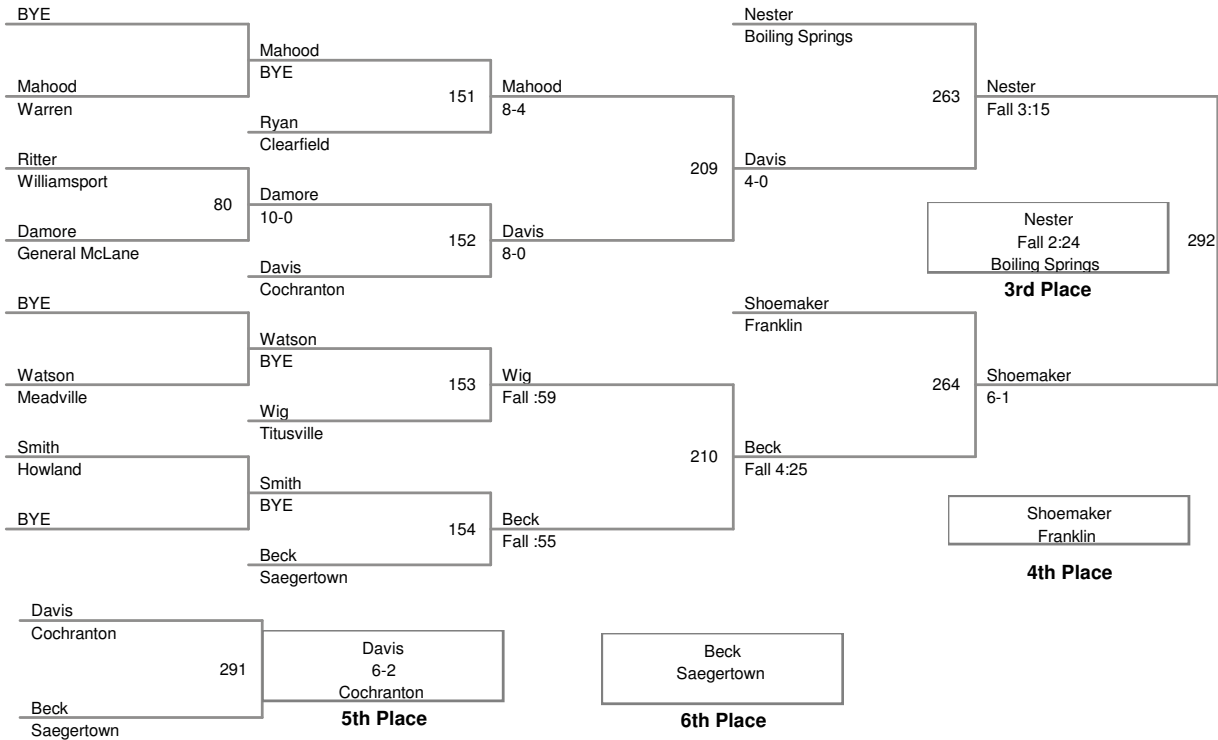 BYE
Mahood
BYE
Mahood
Warren
151
Mahood
8-4
Ryan
Clearfield
Ritter
Williamsport
80
Damore
10-0
Damore
General McLane
152
Davis
8-0
Davis
Cochranton
209
Davis
4-0
Nester
Boiling Springs
263
Nester
Fall 3:15
Nester
Fall 2:24
Boiling Springs
3rd Place
292
BYE
Watson
BYE
Watson
Meadville
153
Wig
Fall :59
Wig
Titusville
Smith
Howland
Smith
BYE
BYE
154
Beck
Fall :55
Beck
Saegertown
210
Beck
Fall 4:25
Shoemaker
Franklin
264
Shoemaker
6-1
Shoemaker
Franklin
4th Place
Davis
Cochranton
291
Beck
Saegertown
Davis
6-2
Cochranton
5th Place
Beck
Saegertown
6th Place